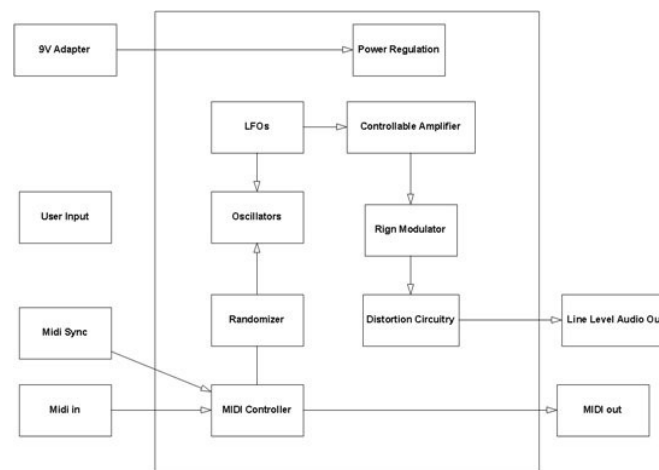 9V Adapter
Power Regulation
LFOs
Controllable Amplifier
User Input
Oscillators
Rign Modulator
Midi Sync
Randomizer
Distortion Circuitry
Line Level Audio Out
Midi in
MIDI Controller
MIDI out